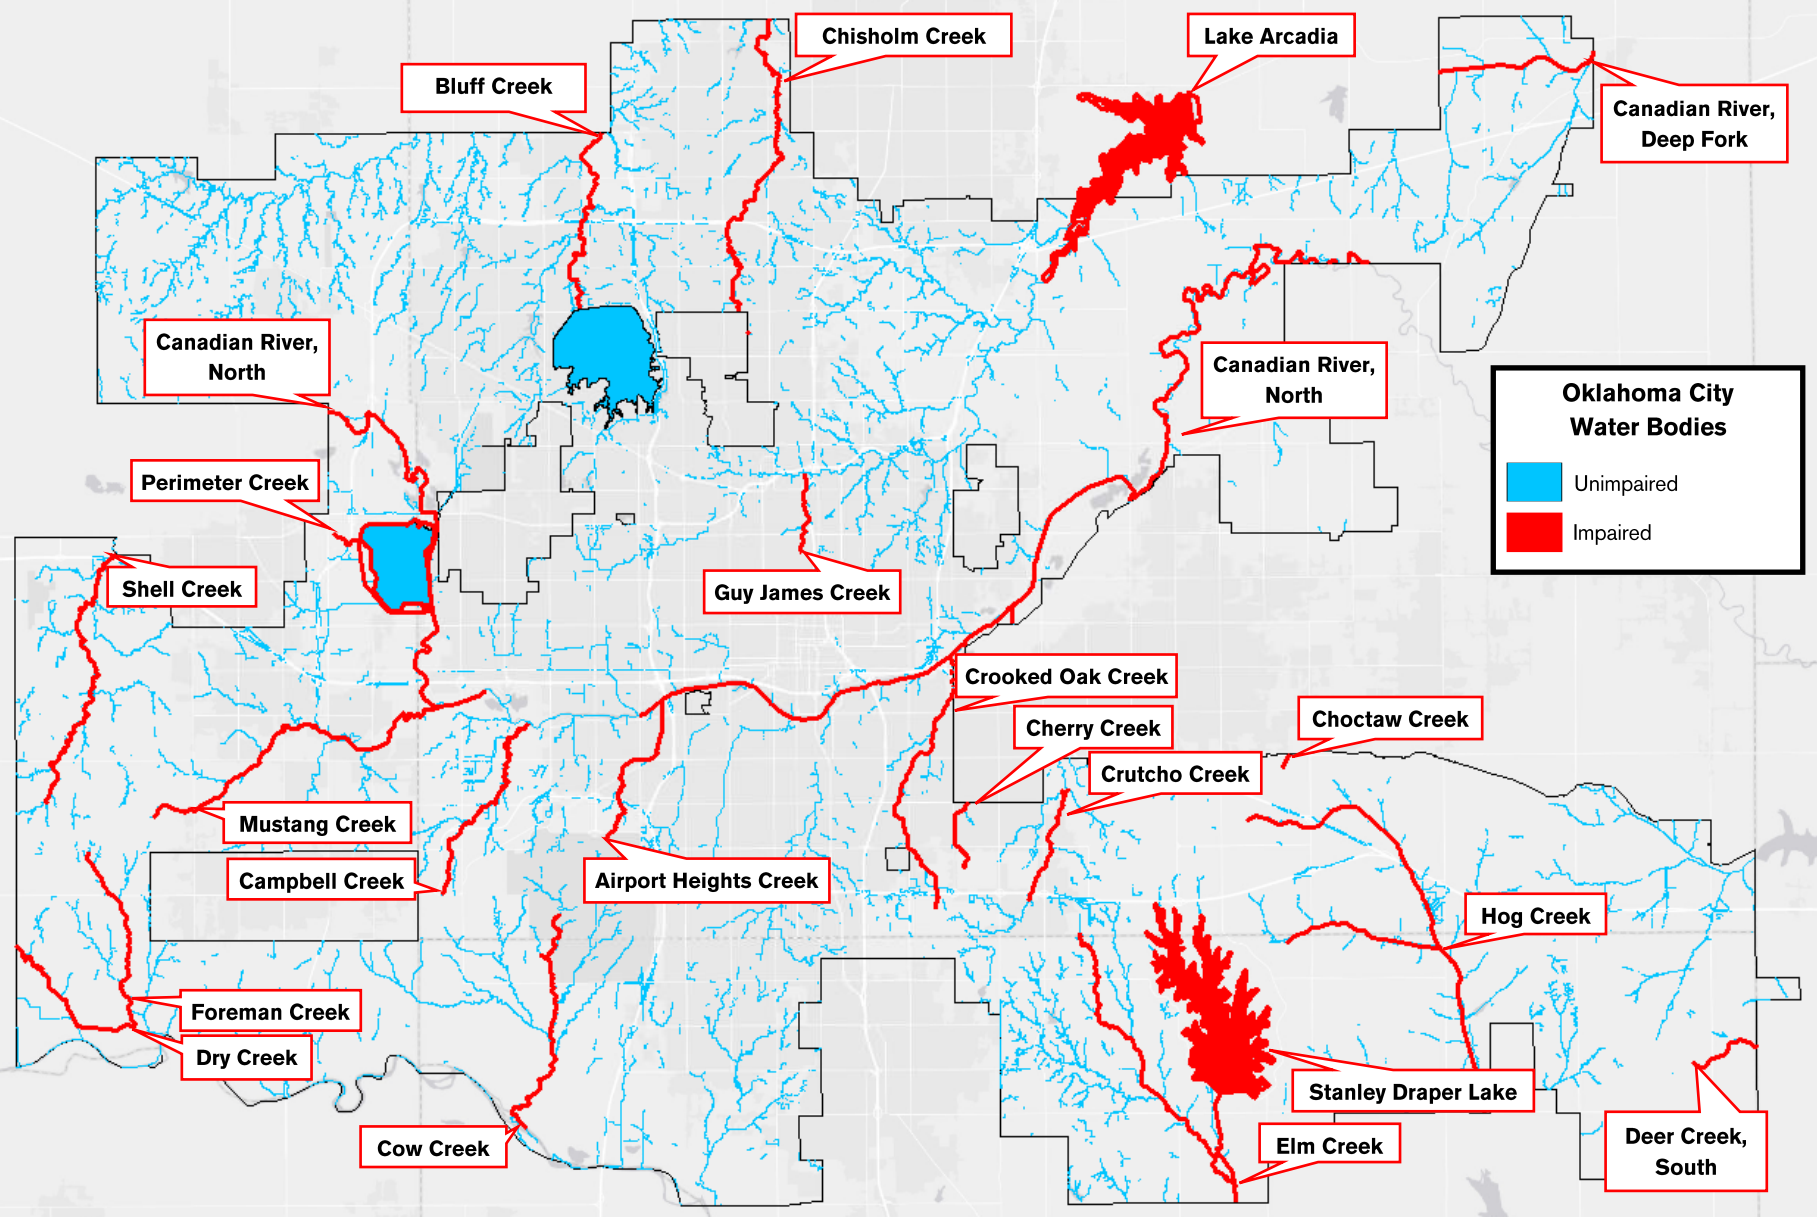 Chisholm Creek
Lake Arcadia
Bluff Creek
Canadian River,
Deep Fork
Canadian River,
North
Canadian River,
North
Oklahoma City
Water Bodies
Unimpaired
Impaired
Perimeter Creek
Shell Creek
Guy James Creek
Crooked Oak Creek
Cherry Creek
Choctaw Creek
Crutcho Creek
Mustang Creek
Campbell Creek
Airport Heights Creek
Hog Creek
Foreman Creek
Dry Creek
Stanley Draper Lake
Cow Creek
Elm Creek
Deer Creek,
South